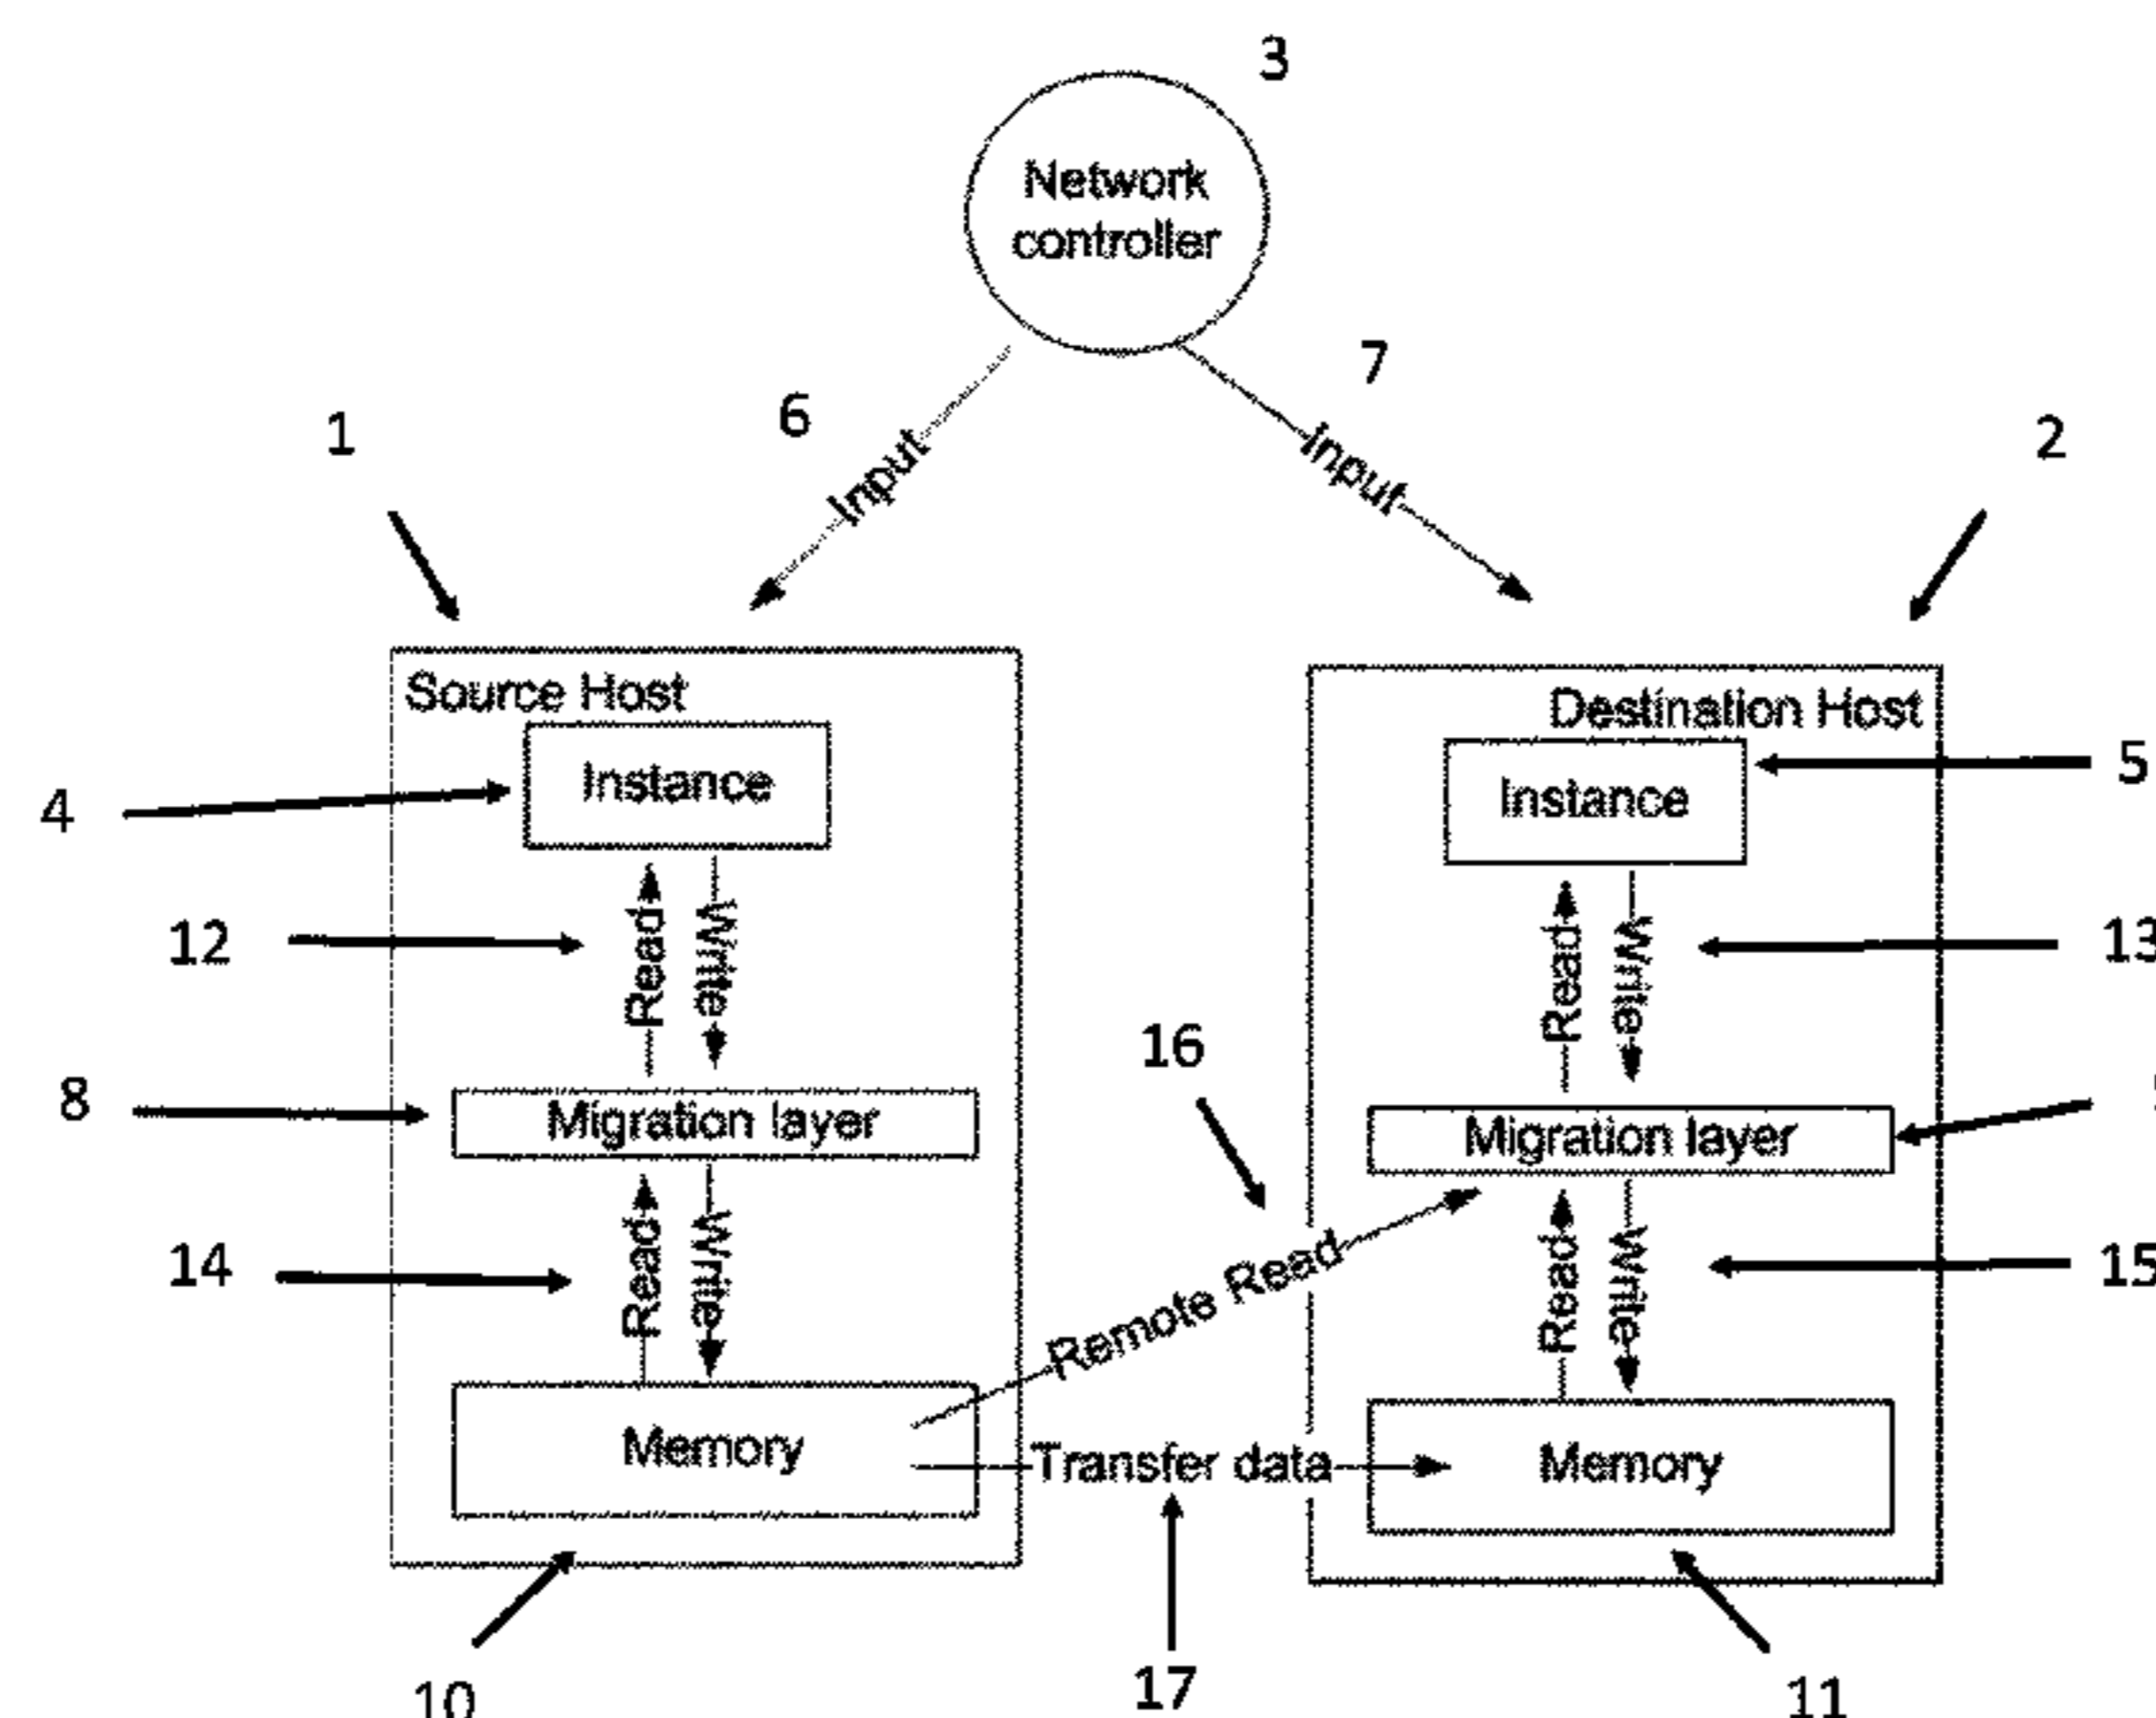 3
Network
controller
7
6
1
2
Input
input
Source Host
Destination Host
Instance
Instance
4
5
12
Read
Write
Read
Write
13
16
8
Migration layer
Migration layer
14
Read
Write
Remote Read
Read
Write
15
Memory
Transfer data
Memory
10
17
11